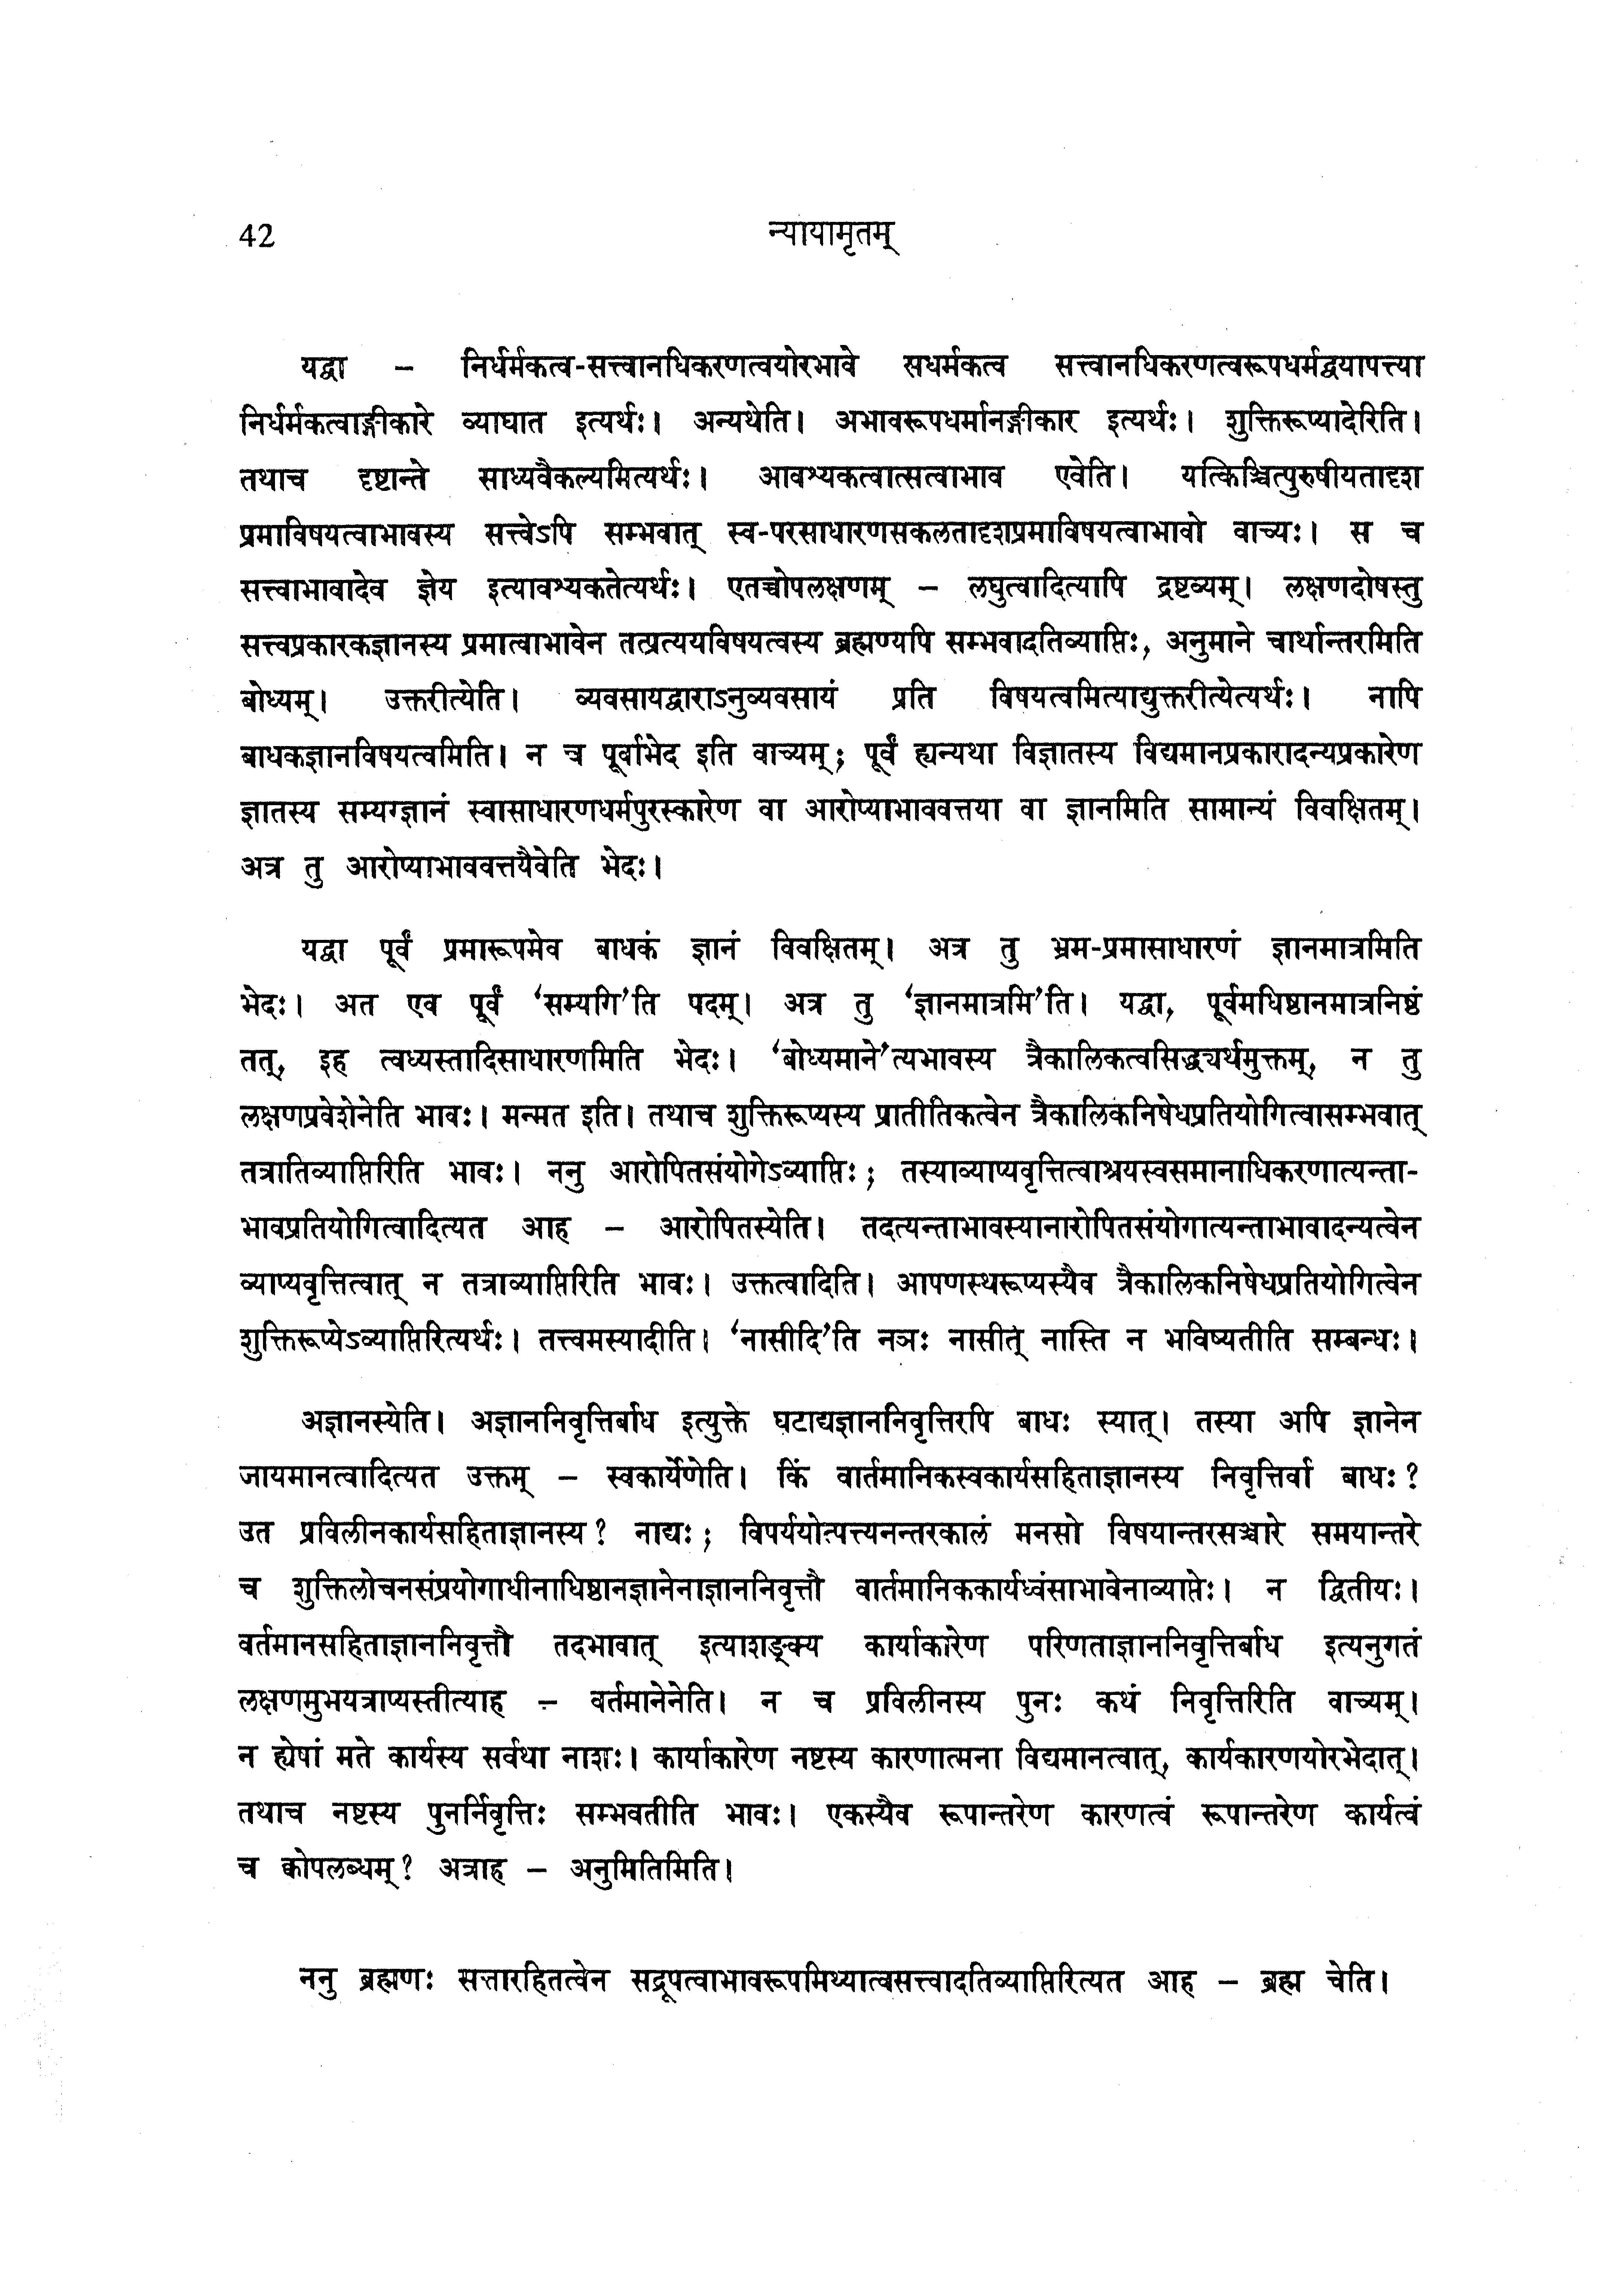 42
न्यायामृतम्
यद्वा – निर्धर्मकत्व-सत्त्वानधिकरणत्वयोरभावे सधर्मकत्व सत्त्वानधिकरणत्वरूपधर्मद्वयापत्त्या
निर्धर्मकत्वाङ्गीकारे व्याघात इत्यर्थः। अन्यथेति। अभावरूपधर्मानङ्गीकार इत्यर्थः। शुक्तिरूप्यादेरिति।
तथाच दृष्टान्ते साध्यवैकल्यमित्यर्थः। आवश्यकत्वात्सत्वाभाव एवेति। यत्किञ्चित्पुरुषीयतादृश
प्रमाविषयत्वाभावस्य सत्त्वेऽपि सम्भवात् स्व-परसाधारणसकलतादृशप्रमाविषयत्वाभावो वाच्यः। स च
सत्त्वाभावादेव ज्ञेय इत्यावश्यकतेत्यर्थः। एतच्चोपलक्षणम् – लघुत्वादित्यापि द्रष्टव्यम्। लक्षणदोषस्तु
सत्त्वप्रकारकज्ञानस्य प्रमात्वाभावेन तत्प्रत्ययविषयत्वस्य ब्रह्मण्यपि सम्भवादतिव्याप्तिः, अनुमाने चार्थान्तरमिति
बोध्यम्। उक्तरीत्येति। व्यवसायद्वाराऽनुव्यवसायं प्रति विषयत्वमित्याद्युक्तरीत्येत्यर्थः। नापि
बाधकज्ञानविषयत्वमिति। न च पूर्वाभेद इति वाच्यम्; पूर्वं ह्यन्यथा विज्ञातस्य विद्यमानप्रकारादन्यप्रकारेण
ज्ञातस्य सम्यग्ज्ञानं स्वासाधारणधर्मपुरस्कारेण वा आरोप्याभाववत्तया वा ज्ञानमिति सामान्यं विवक्षितम्।
अत्र तु आरोप्याभाववत्तयैवेति भेदः।
यद्वा पूर्वं प्रमारूपमेव बाधकं ज्ञानं विवक्षितम्। अत्र तु भ्रम-प्रमासाधारणं ज्ञानमात्रमिति
भेदः। अत एव पूर्वं ‘सम्यगि’ति पदम्। अत्र तु ‘ज्ञानमात्रमि’ति। यद्वा, पूर्वमधिष्ठानमात्रनिष्ठं
तत्, इह त्वध्यस्तादिसाधारणमिति भेदः। ‘बोध्यमाने’त्यभावस्य त्रैकालिकत्वसिद्ध्यर्थमुक्तम्, न तु
लक्षणप्रवेशेनेति भावः। मन्मत इति। तथाच शुक्तिरूप्यस्य प्रातीतिकत्वेन त्रैकालिकनिषेधप्रतियोगित्वासम्भवात्
तत्रातिव्याप्तिरिति भावः। ननु आरोपितसंयोगेऽव्याप्तिः; तस्याव्याप्यवृत्तित्वाश्रयस्वसमानाधिकरणात्यन्ता-
भावप्रतियोगित्वादित्यत आह – आरोपितस्येति। तदत्यन्ताभावस्यानारोपितसंयोगात्यन्ताभावादन्यत्वेन
व्याप्यवृत्तित्वात् न तत्राव्याप्तिरिति भावः। उक्तत्वादिति। आपणस्थरूप्यस्यैव त्रैकालिकनिषेधप्रतियोगित्वेन
शुक्तिरूप्येऽव्याप्तिरित्यर्थः। तत्त्वमस्यादीति। ‘नासीदि’ति नञः नासीत् नास्ति न भविष्यतीति सम्बन्धः।
अज्ञानस्येति। अज्ञाननिवृत्तिर्बाध इत्युक्ते घटाद्यज्ञाननिवृत्तिरपि बाधः स्यात्। तस्या अपि ज्ञानेन
जायमानत्वादित्यत उक्तम् – स्वकार्येणेति। किं वार्तमानिकस्वकार्यसहिताज्ञानस्य निवृत्तिर्वा बाधः?
उत प्रविलीनकार्यसहिताज्ञानस्य? नाद्यः; विपर्ययोत्पत्त्यनन्तरकालं मनसो विषयान्तरसञ्चारे समयान्तरे
च शुक्तिलोचनसंप्रयोगाधीनाधिष्ठानज्ञानेनाज्ञाननिवृत्तौ वार्तमानिककार्यध्वंसाभावेनाव्याप्तेः। न द्वितीयः।
वर्तमानसहिताज्ञाननिवृत्तौ तदभावात् इत्याशङ्क्य कार्याकारेण परिणताज्ञाननिवृत्तिर्बाध इत्यनुगतं
लक्षणमुभयत्राप्यस्तीत्याह – वर्तमानेनेति। न च प्रविलीनस्य पुनः कथं निवृत्तिरिति वाच्यम्।
न ह्येषां मते कार्यस्य सर्वथा नाशः। कार्याकारेण नष्टस्य कारणात्मना विद्यमानत्वात्, कार्यकारणयोरभेदात्।
तथाच नष्टस्य पुनर्निवृत्तिः सम्भवतीति भावः। एकस्यैव रूपान्तरेण कारणत्वं रूपान्तरेण कार्यत्वं
च क्वोपलब्धम्? अत्राह – अनुमितिमिति।
ननु ब्रह्मणः सत्तारहितत्वेन सद्रूपत्वाभावरूपमिथ्यात्वसत्त्वादतिव्याप्तिरित्यत आह – ब्रह्म चेति।